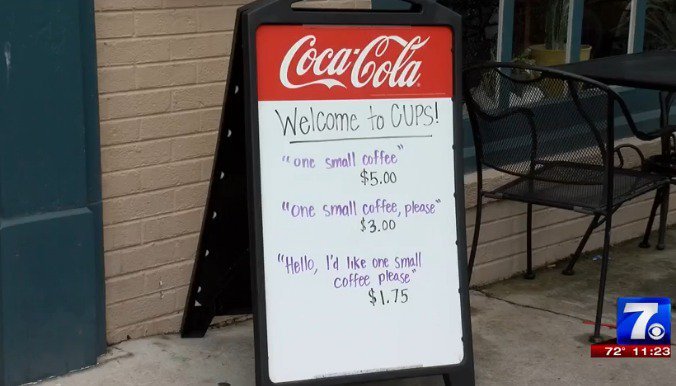 Coca-Cola
Welcome to CUPS!
"one small coffee"
$5.00
"One small coffee, please"
$3.00
"Hello, I'd like one small
coffee please"
$1.75
7
72° 11:23